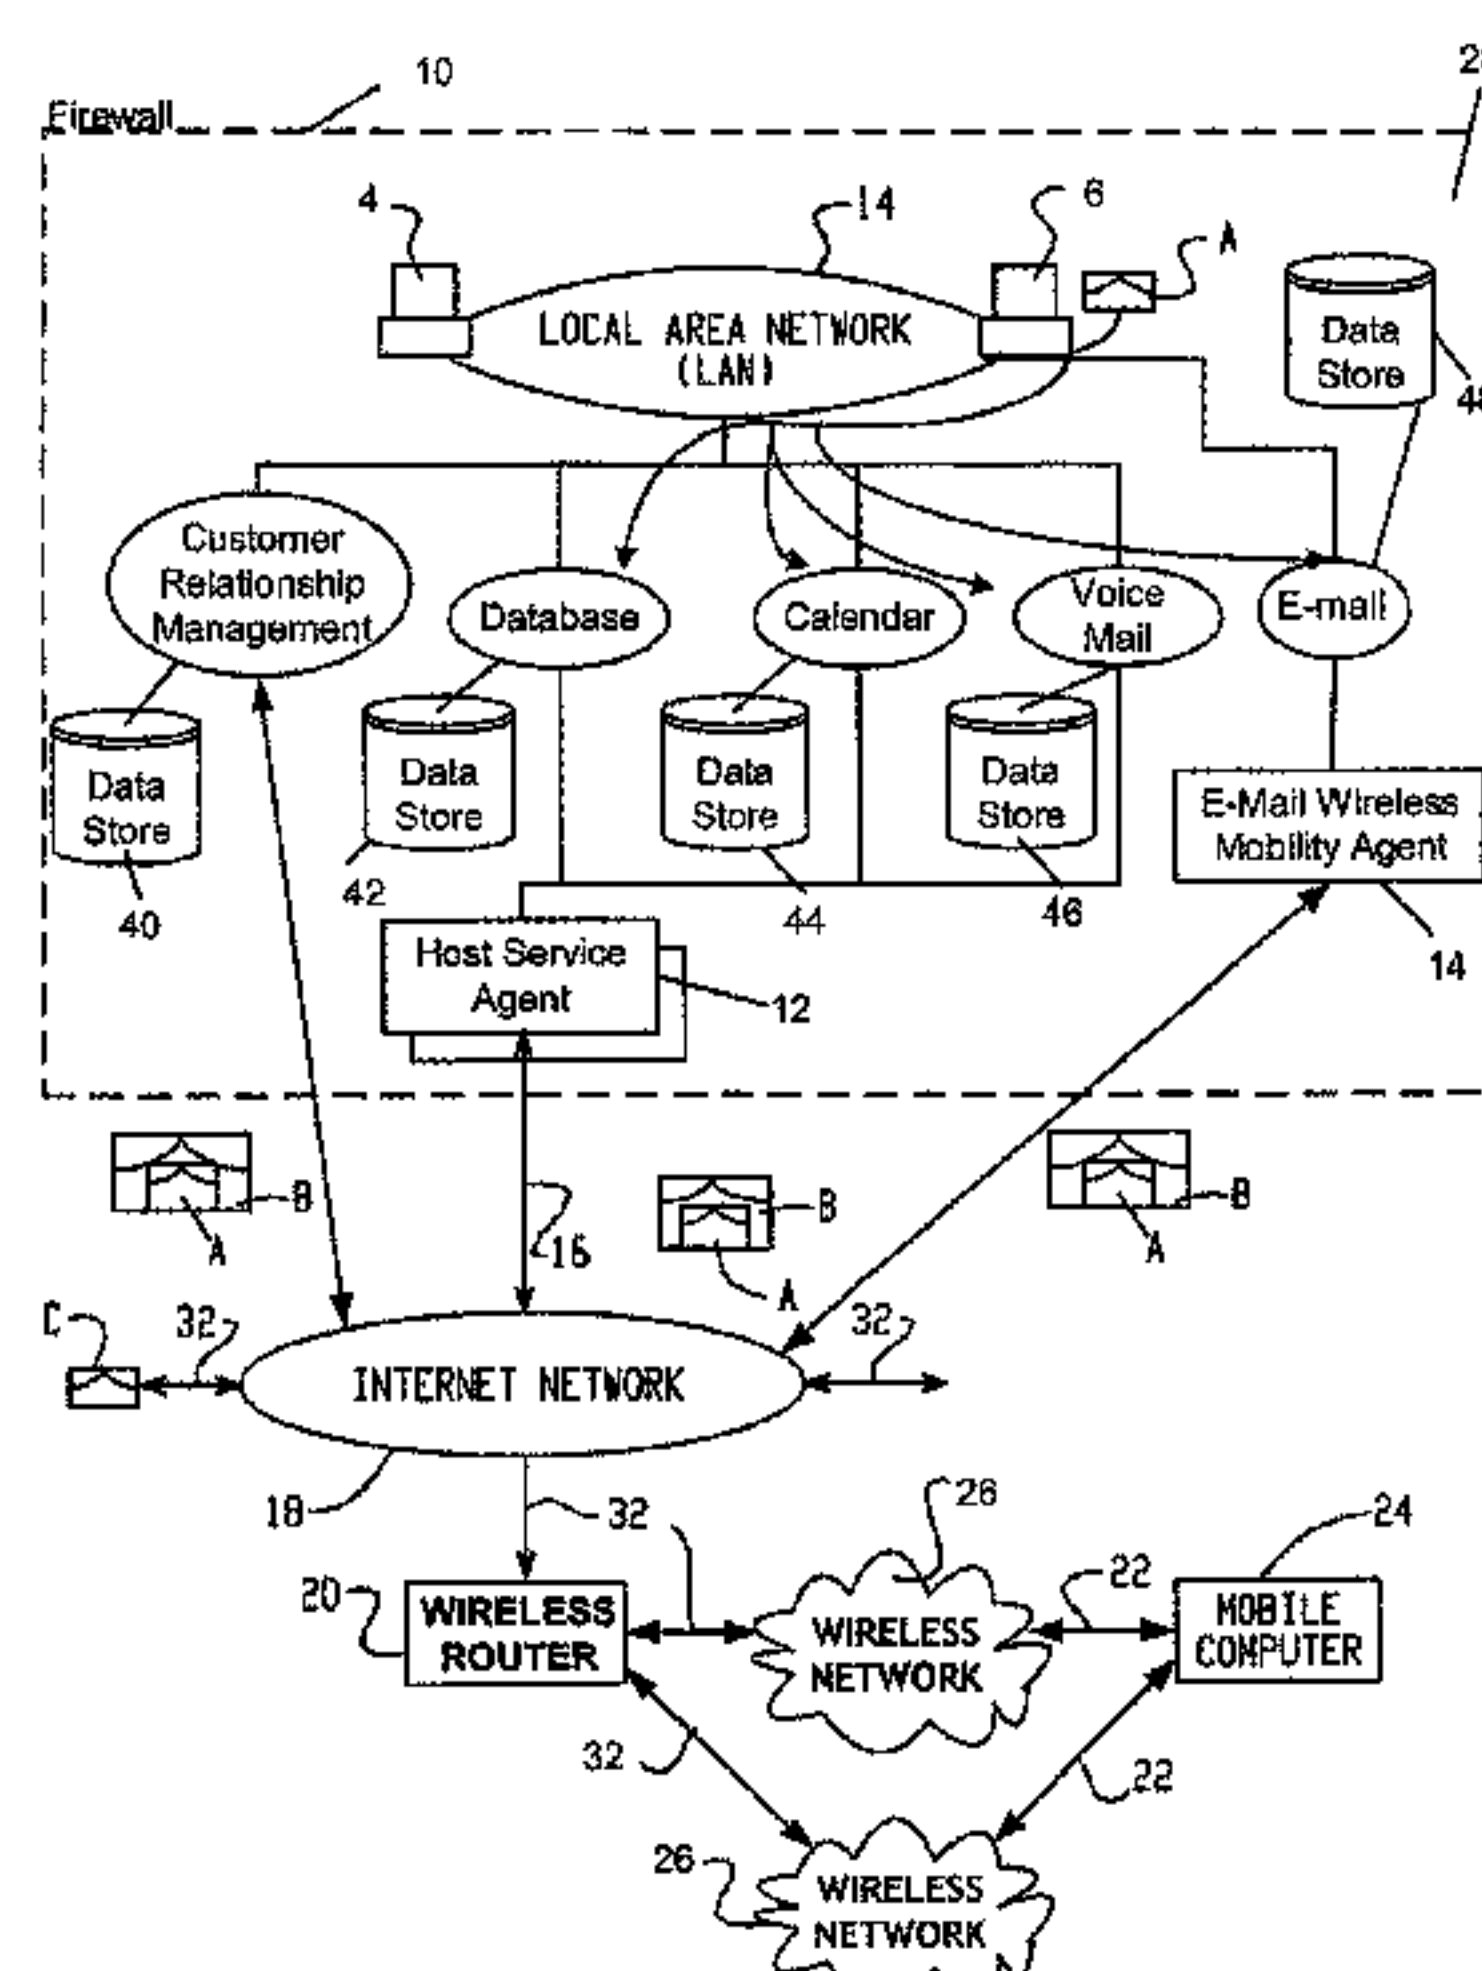 10
Firewall
4
14
6
A
LOCAL AREA NETWORK
(LAN)
Data
Store
Customer
Relationship
Management
Database
Calendar
Voice
Mail
E-mail
Data
Store
Data
Store
Data
Store
Data
Store
E-Mail Wireless
Mobility Agent
40
42
44
46
14
Host Service
Agent
12
B
A
16
B
A
B
A
C
32
32
INTERNET NETWORK
18
32
26
24
20
WIRELESS
ROUTER
WIRELESS
NETWORK
22
MOBILE
COMPUTER
32
22
26
WIRELESS
NETWORK